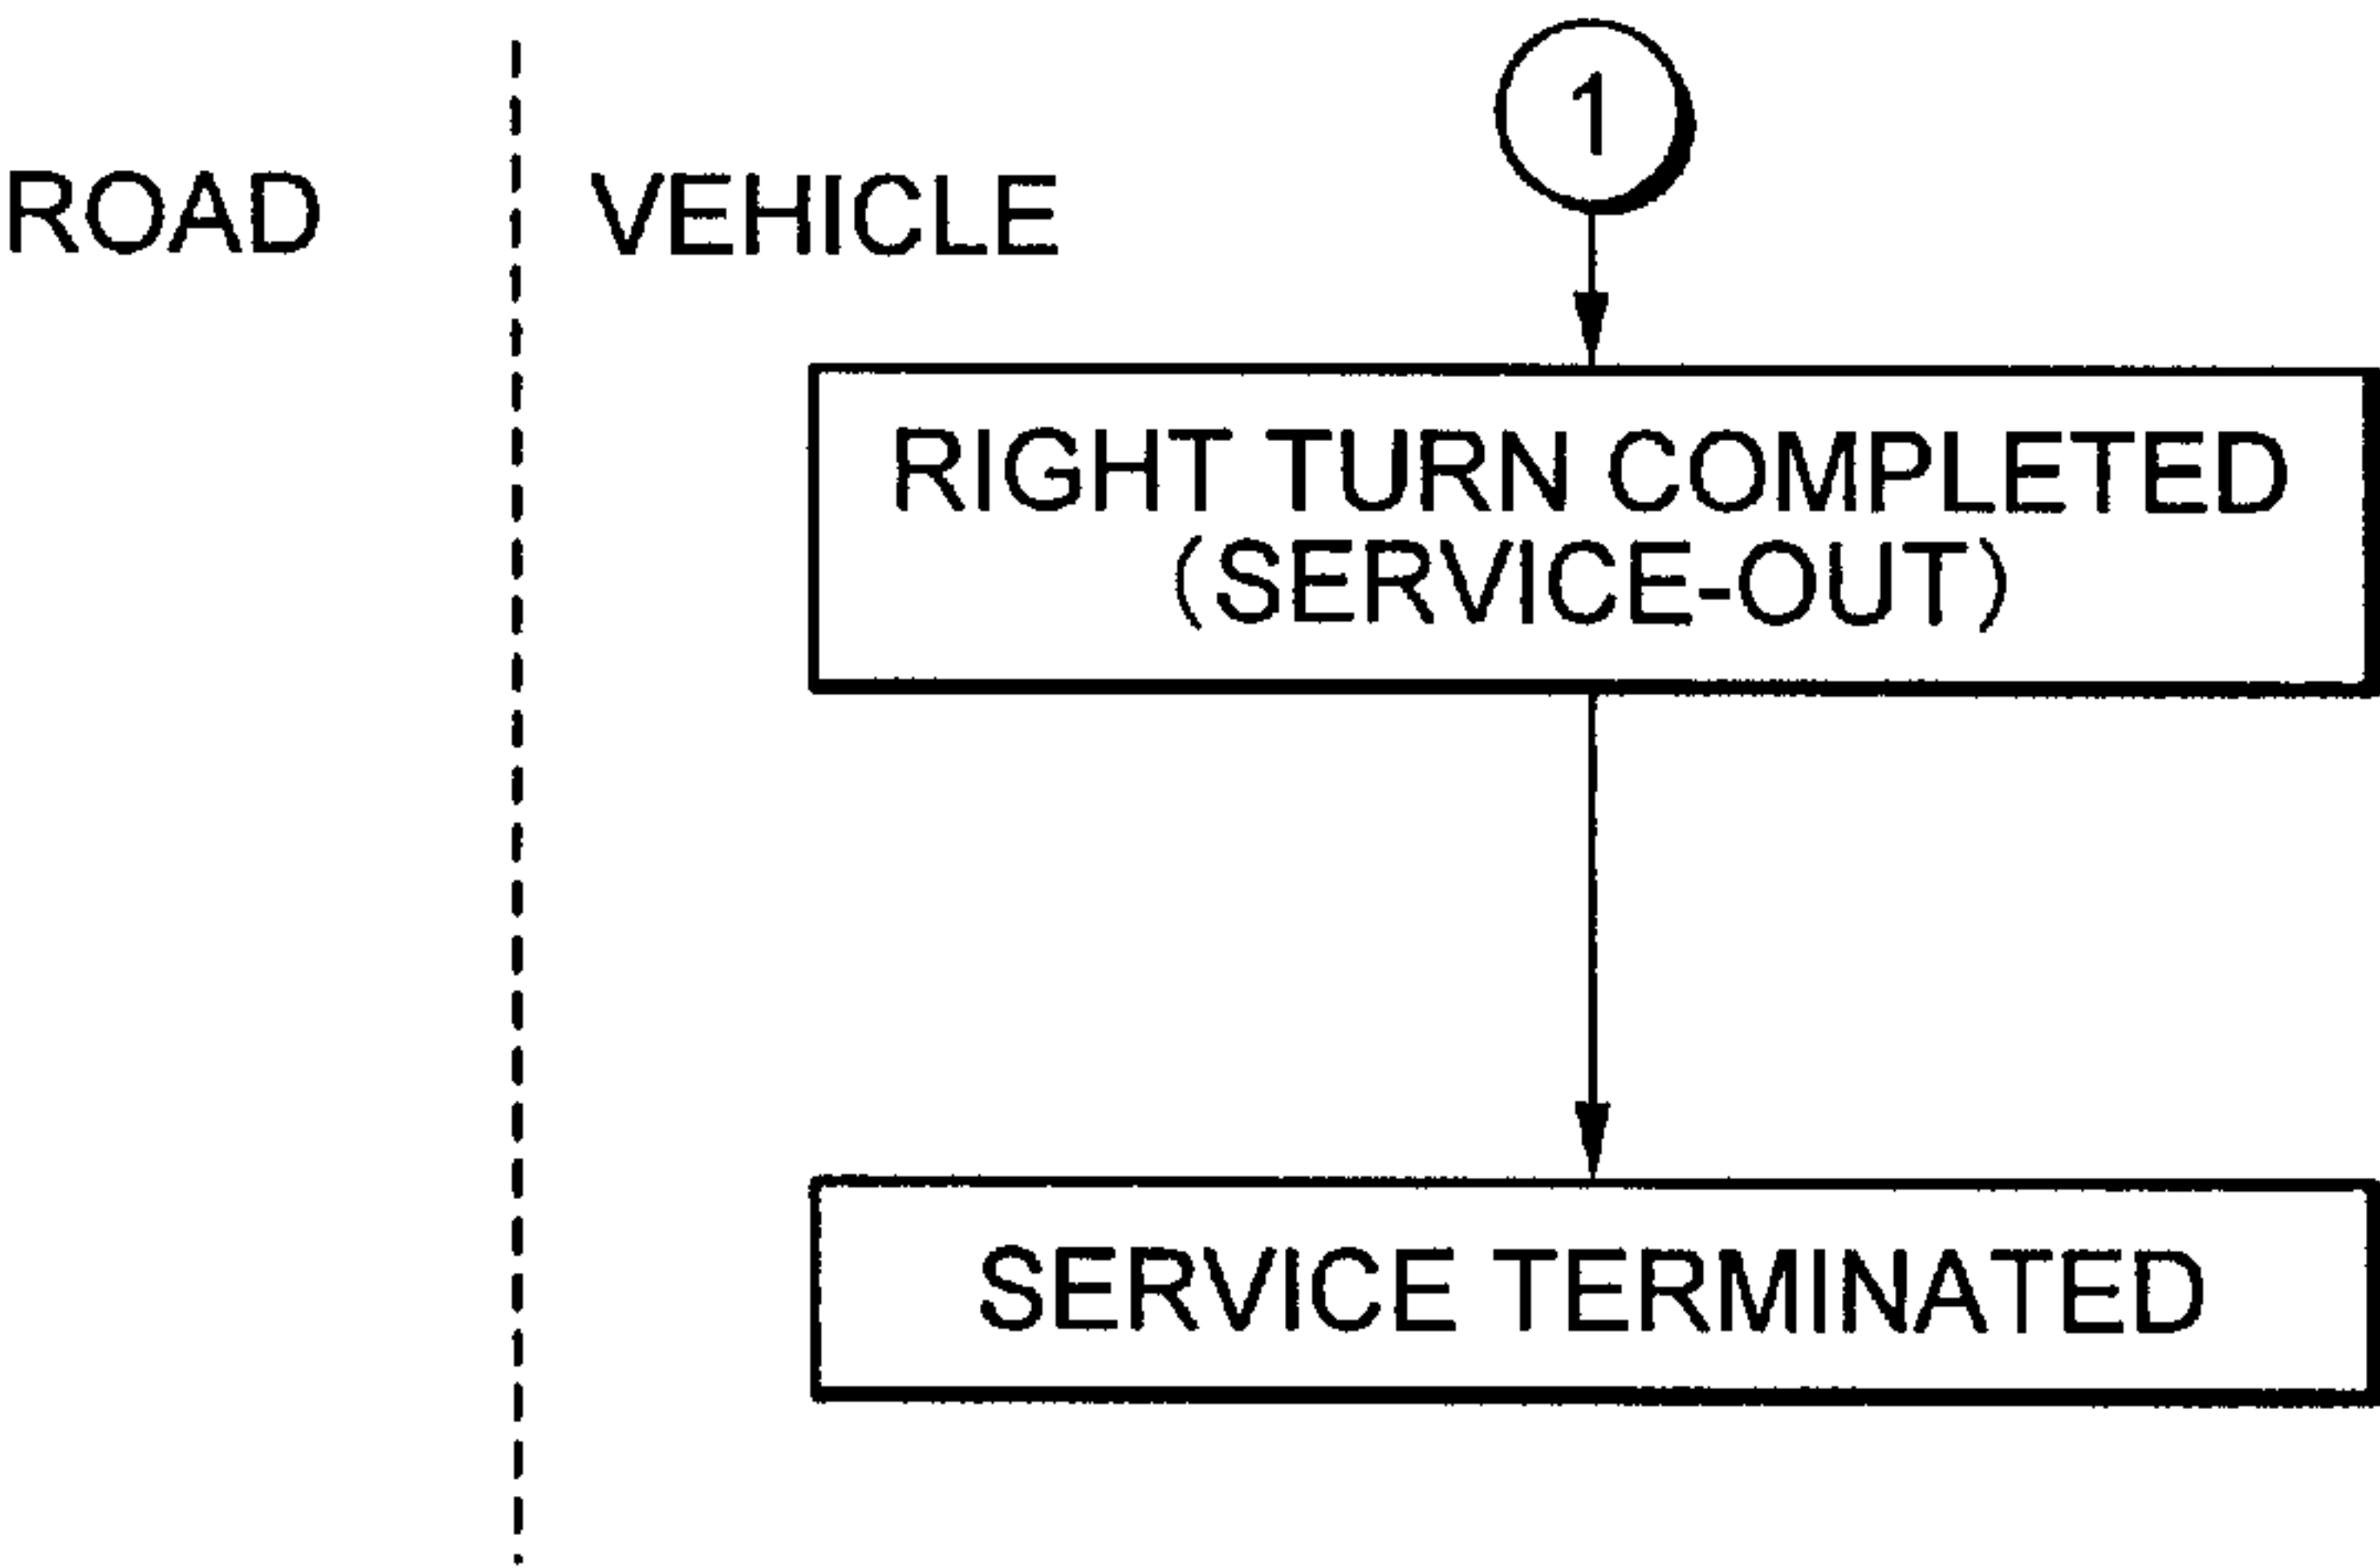 1
ROAD
VEHICLE
RIGHT TURN COMPLETED
(SERVICE-OUT)
SERVICE TERMINATED